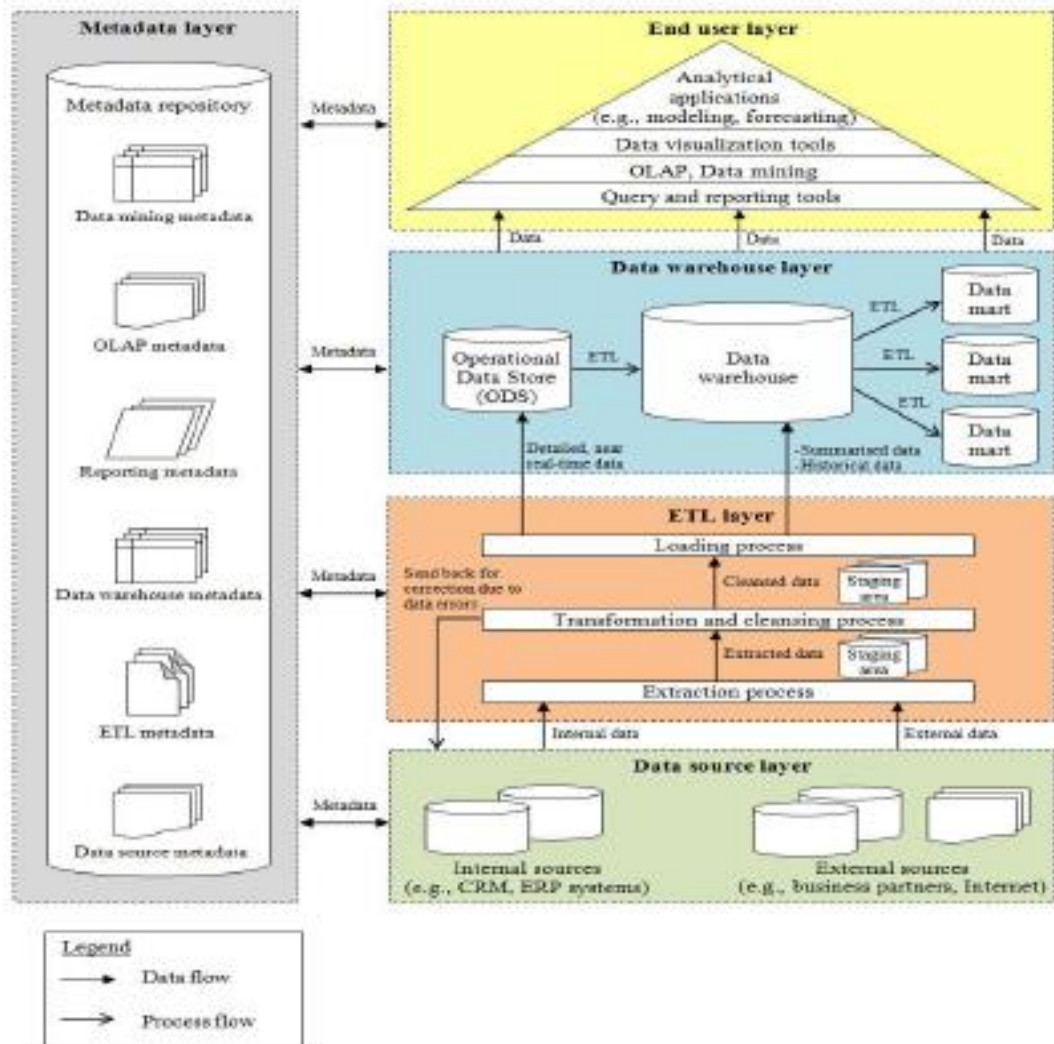 Metadata layer
Metadata repository
Data mining metadata
OLAP metadata
Reporting metadata
Data warehouse metadata
ETL metadata
Data source metadata
Metadata
Metadata
Metadata
Metadata
End user layer
Analytical
applications
(e.g., modeling, forecasting)
Data visualization tools
OLAP, Data mining
Query and reporting tools
Data
Data
Data
Data warehouse layer
Operational
Data Store
(ODS)
ETL
Data
warehouse
ETL
ETL
ETL
Data
mart
Data
mart
Data
mart
Detailed, near
real-time data
-Summarised data
-Historical data
ETL layer
Loading process
Send back for
correction due to
data errors
Cleansed data
Staging
area
Transformation and cleansing process
Extracted data
Staging
area
Extraction process
Internal data
External data
Data source layer
Internal sources
(e.g., CRM, ERP systems)
External sources
(e.g., business partners, Internet)
Legend
Data flow
Process flow